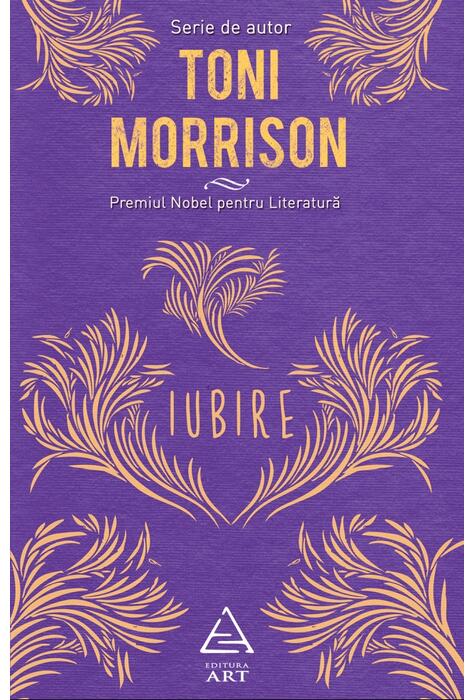 Serie de autor
TONI
MORRISON
Premiul Nobel pentru Literatură
IUBIRE
EDITURA
ART